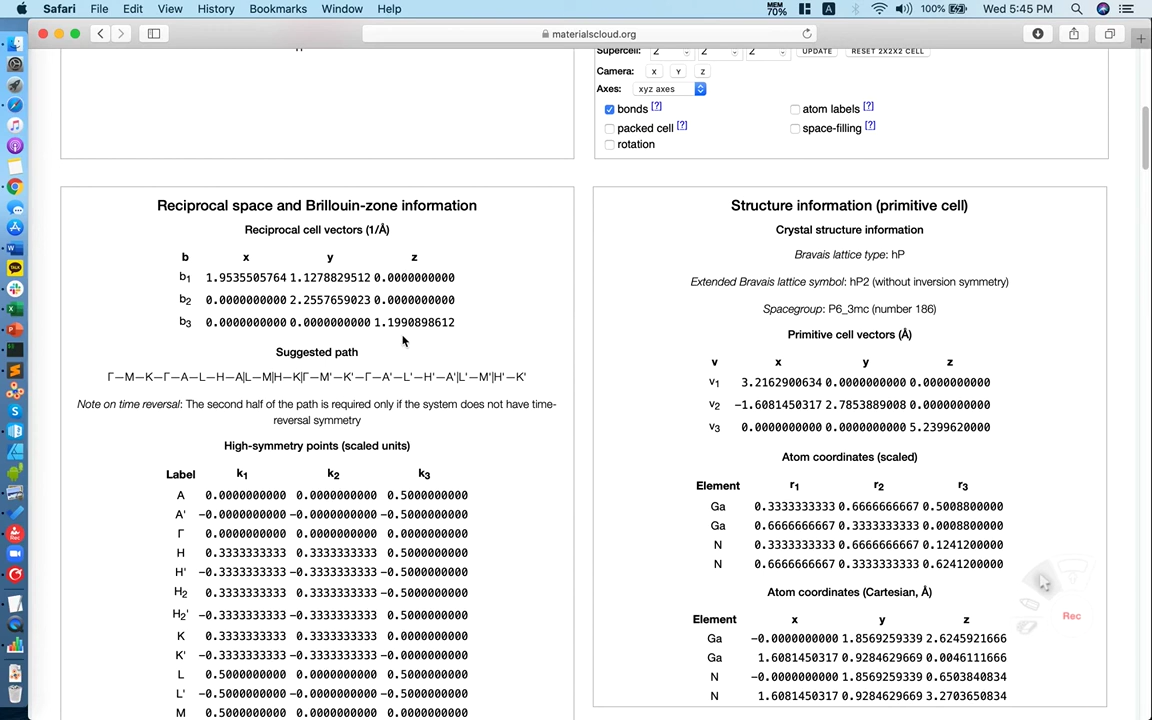 Safari File Edit View History Bookmarks Window Help MEM 70% A 100% Wed 5:45 PM
materialscloud.org
Supercell: 2 2 2 UPDATE RESET 2X2X2 CELL
Camera: X Y Z
Axes: xyz axes
bonds [?] atom labels [?]
packed cell [?] space-filling [?]
rotation
Reciprocal space and Brillouin-zone information
Reciprocal cell vectors (1/Å)
b x y z
b1 1.9535505764 1.1278829512 0.0000000000
b2 0.0000000000 2.2557659023 0.0000000000
b3 0.0000000000 0.0000000000 1.1990898612
Suggested path
Γ—M—K—Γ—A—L—H—A|L—M|H—K|Γ—M'—K'—Γ—A'—L'—H'—A'|L'—M'|H'—K'
Note on time reversal: The second half of the path is required only if the system does not have time-
reversal symmetry
High-symmetry points (scaled units)
Label k1 k2 k3
A 0.0000000000 0.0000000000 0.5000000000
A' -0.0000000000 -0.0000000000 -0.5000000000
Γ 0.0000000000 0.0000000000 0.0000000000
H 0.3333333333 0.3333333333 0.5000000000
H' -0.3333333333 -0.3333333333 -0.5000000000
H2 0.3333333333 0.3333333333 -0.5000000000
H2' -0.3333333333 -0.3333333333 0.5000000000
K 0.3333333333 0.3333333333 0.0000000000
K' -0.3333333333 -0.3333333333 -0.0000000000
L 0.5000000000 0.0000000000 0.5000000000
L' -0.5000000000 -0.0000000000 -0.5000000000
M 0.5000000000 0.0000000000 0.0000000000
Structure information (primitive cell)
Crystal structure information
Bravais lattice type: hP
Extended Bravais lattice symbol: hP2 (without inversion symmetry)
Spacegroup: P6_3mc (number 186)
Primitive cell vectors (Å)
v x y z
v1 3.2162900634 0.0000000000 0.0000000000
v2 -1.6081450317 2.7853889008 0.0000000000
v3 0.0000000000 0.0000000000 5.2399620000
Atom coordinates (scaled)
Element r1 r2 r3
Ga 0.3333333333 0.6666666667 0.5008800000
Ga 0.6666666667 0.3333333333 0.0008800000
N 0.3333333333 0.6666666667 0.1241200000
N 0.6666666667 0.3333333333 0.6241200000
Atom coordinates (Cartesian, Å)
Element x y z
Ga -0.0000000000 1.8569259339 2.6245921666
Ga 1.6081450317 0.9284629669 0.0046111666
N -0.0000000000 1.8569259339 0.6503840834
N 1.6081450317 0.9284629669 3.2703650834
Rec